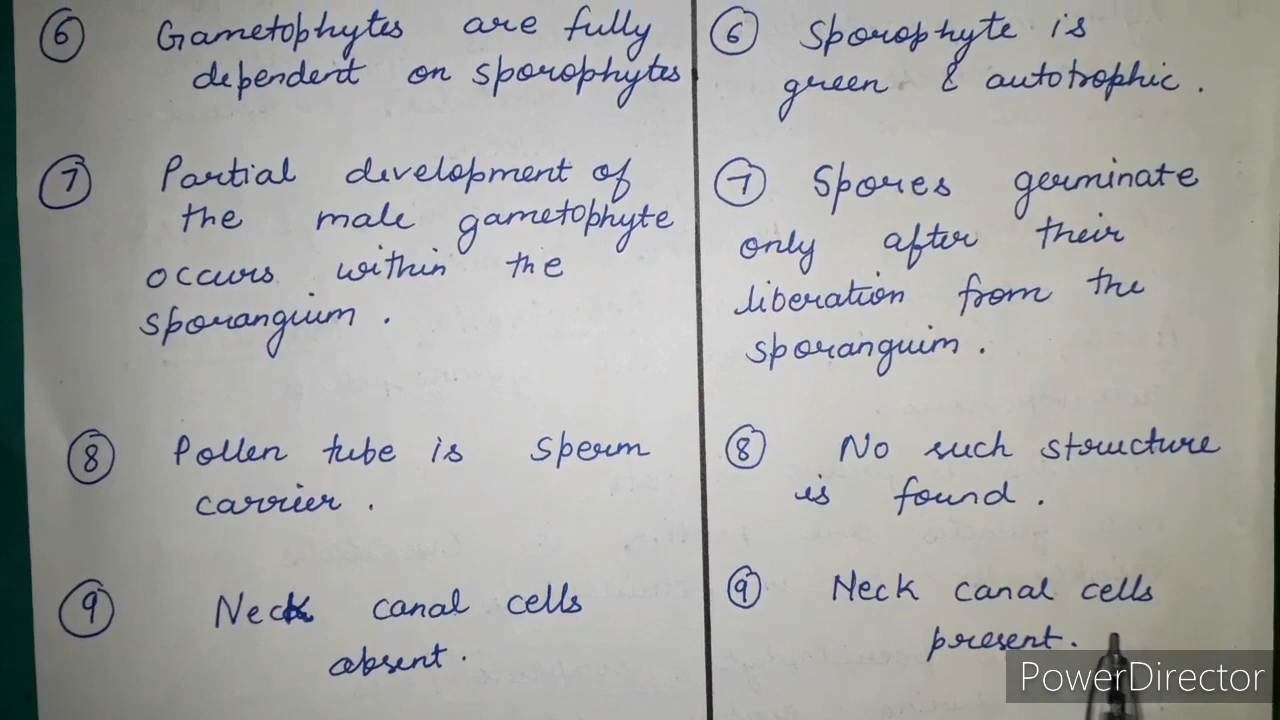 6 Gametophytes are fully
dependent on sporophytes
7 Partial development of
the male gametophyte
occurs within the
sporangium.
8 Pollen tube is sperm
carrier.
9 Neck canal cells
absent.
6 Sporophyte is
green & autotrophic.
7 Spores germinate
only after their
liberation from the
sporanguim.
8 No such structure
is found.
9 Neck canal cells
present.
PowerDirector